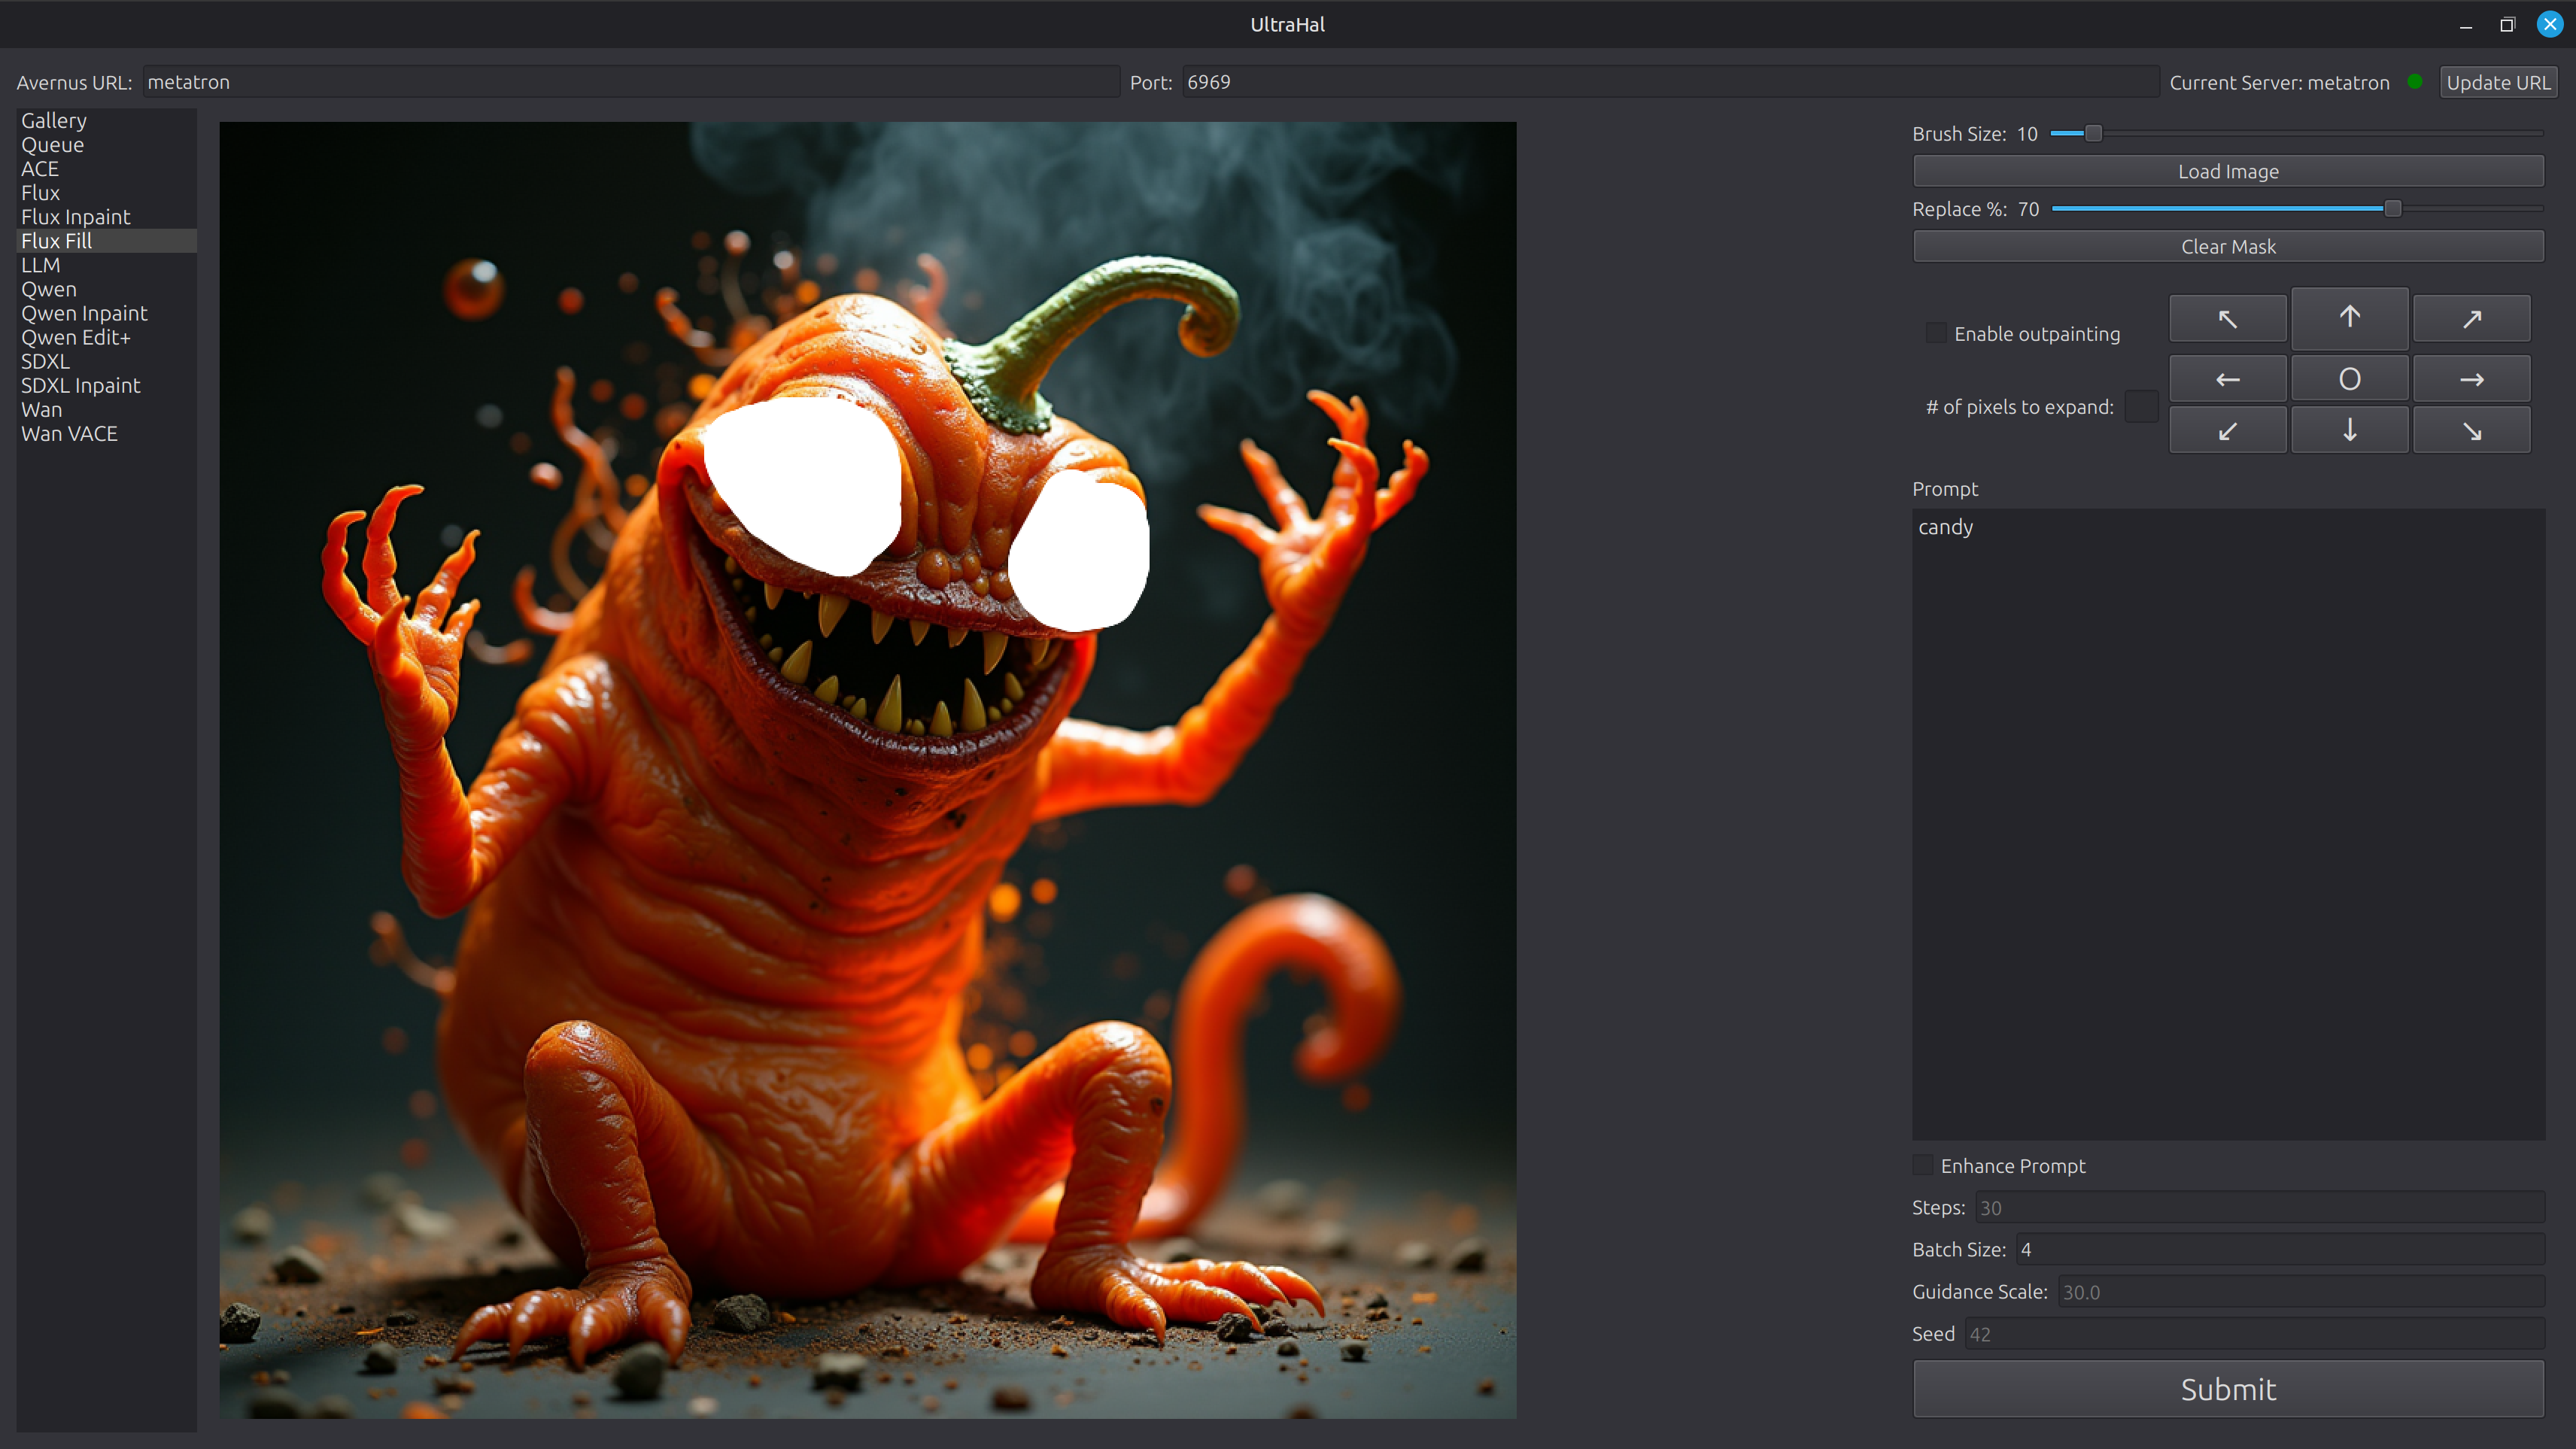 UltraHal
Avernus URL: metatron Port: 6969 Current Server: metatron Update URL
Gallery
Queue
ACE
Flux
Flux Inpaint
Flux Fill
LLM
Qwen
Qwen Inpaint
Qwen Edit+
SDXL
SDXL Inpaint
Wan
Wan VACE
Brush Size: 10
Load Image
Replace %: 70
Clear Mask
Enable outpainting
# of pixels to expand:
↖ ↑ ↗
← O →
↙ ↓ ↘
Prompt
candy
Enhance Prompt
Steps: 30
Batch Size: 4
Guidance Scale: 30.0
Seed 42
Submit